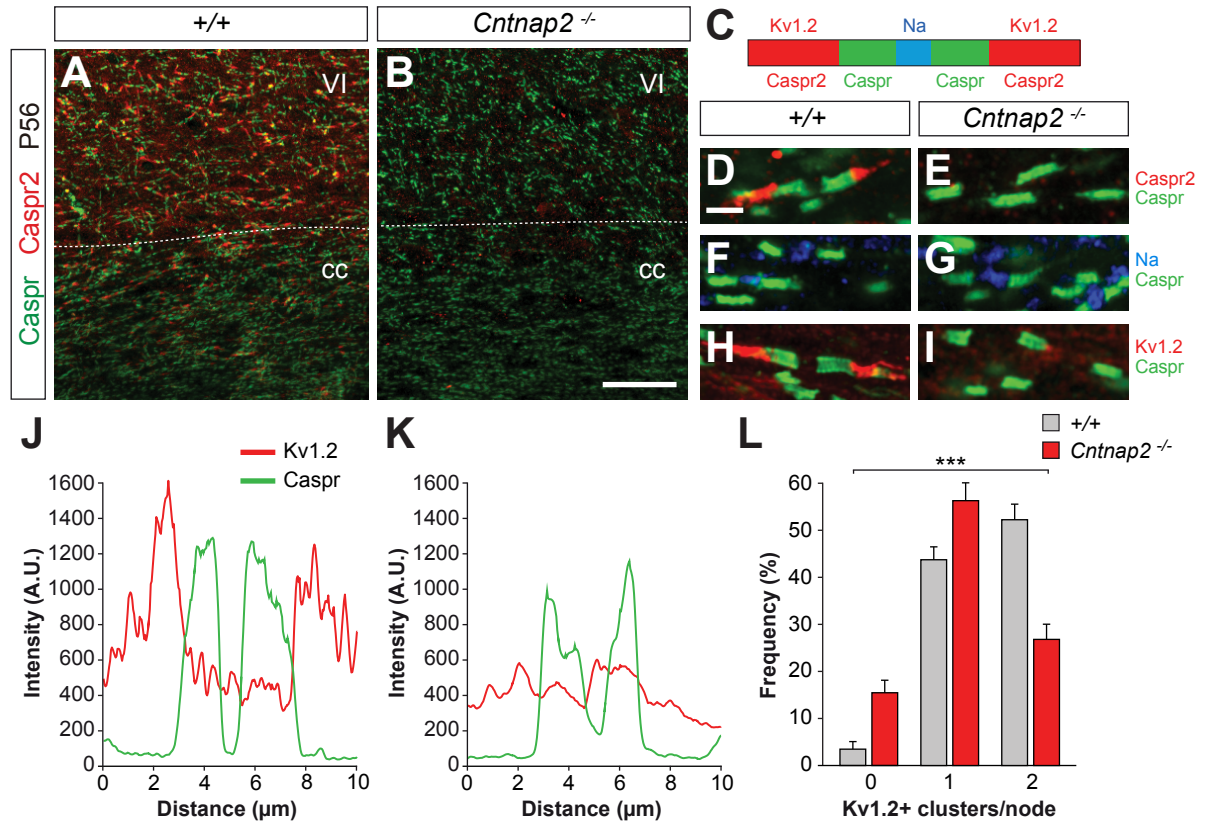 +/+
Cntnap2 -/-
Caspr Caspr2 P56
A
VI
cc
B
VI
cc
C
Kv1.2 Na Kv1.2
Caspr2 Caspr Caspr Caspr2
+/+
Cntnap2 -/-
D
E
Caspr2
Caspr
F
G
Na
Caspr
H
I
Kv1.2
Caspr
J
Kv1.2
Caspr
Intensity (A.U.)
1600
1400
1200
1000
800
600
400
200
0
0 2 4 6 8 10
Distance (µm)
K
Intensity (A.U.)
1600
1400
1200
1000
800
600
400
200
0
0 2 4 6 8 10
Distance (µm)
L
+/+
Cntnap2 -/-
***
Frequency (%)
60
50
40
30
20
10
0
0 1 2
Kv1.2+ clusters/node